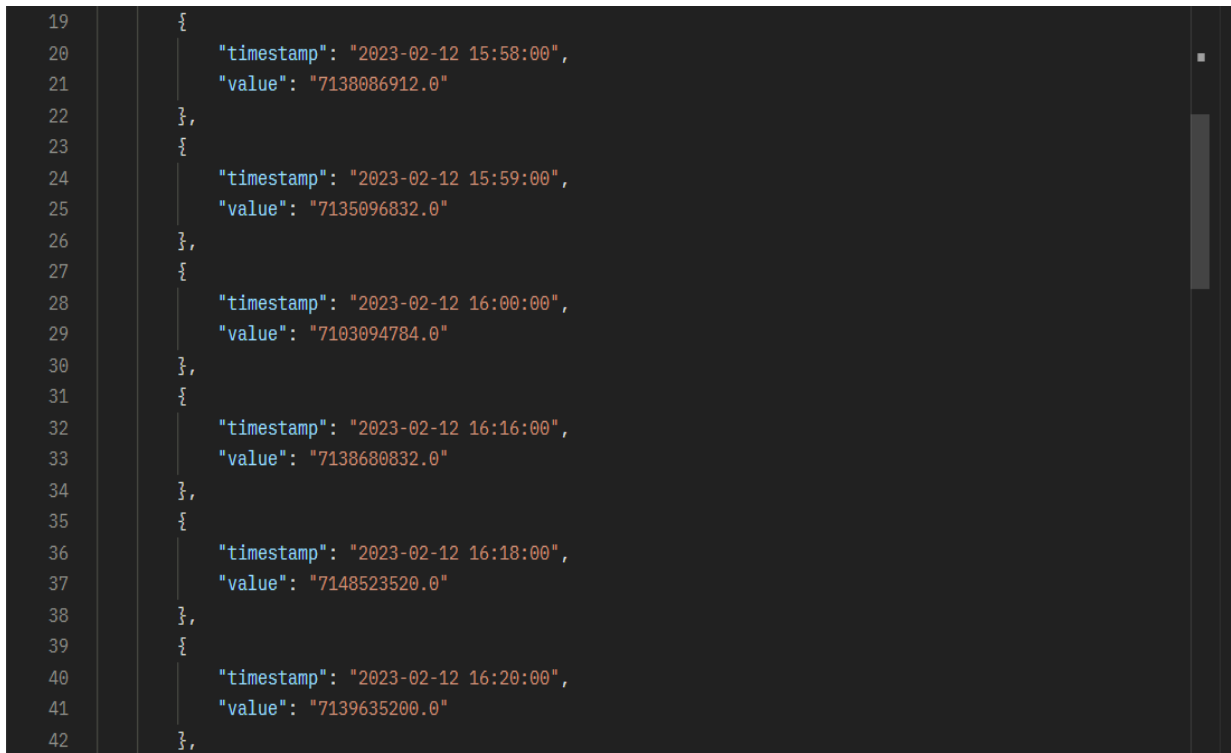 19 {
20 "timestamp": "2023-02-12 15:58:00",
21 "value": "7138086912.0"
22 },
23 {
24 "timestamp": "2023-02-12 15:59:00",
25 "value": "7135096832.0"
26 },
27 {
28 "timestamp": "2023-02-12 16:00:00",
29 "value": "7103094784.0"
30 },
31 {
32 "timestamp": "2023-02-12 16:16:00",
33 "value": "7138680832.0"
34 },
35 {
36 "timestamp": "2023-02-12 16:18:00",
37 "value": "7148523520.0"
38 },
39 {
40 "timestamp": "2023-02-12 16:20:00",
41 "value": "7139635200.0"
42 },